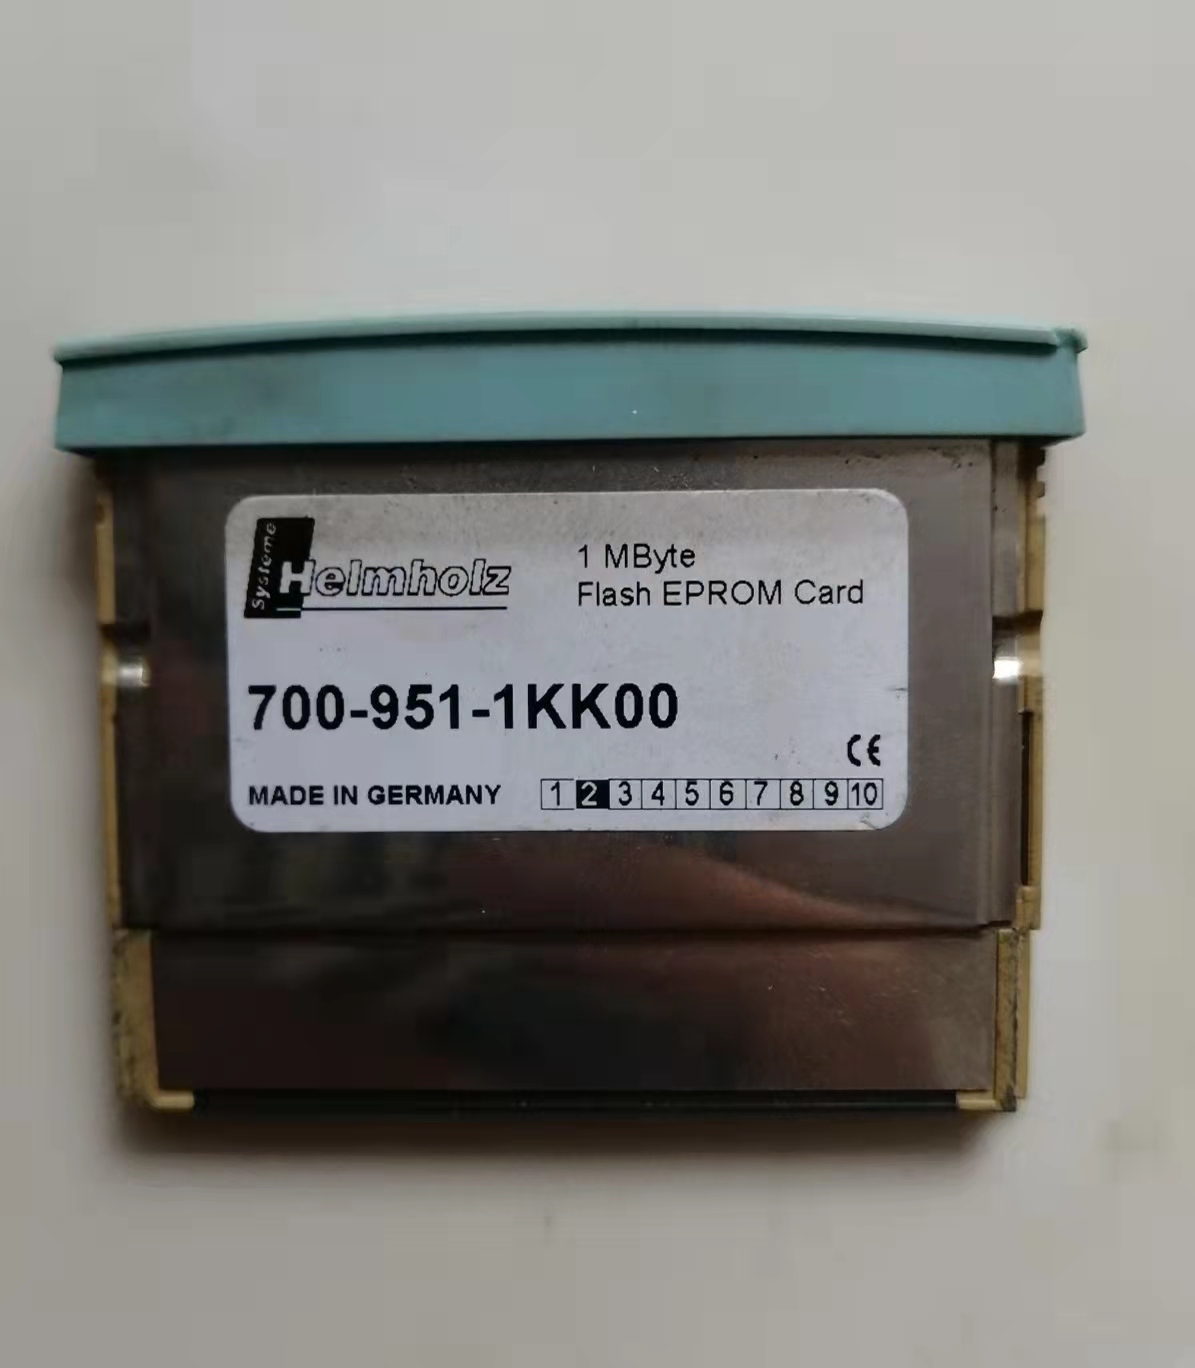 systeme
Helmholz
1 MByte
Flash EPROM Card
700-951-1KK00
CE
MADE IN GERMANY
1 2 3 4 5 6 7 8 9 10